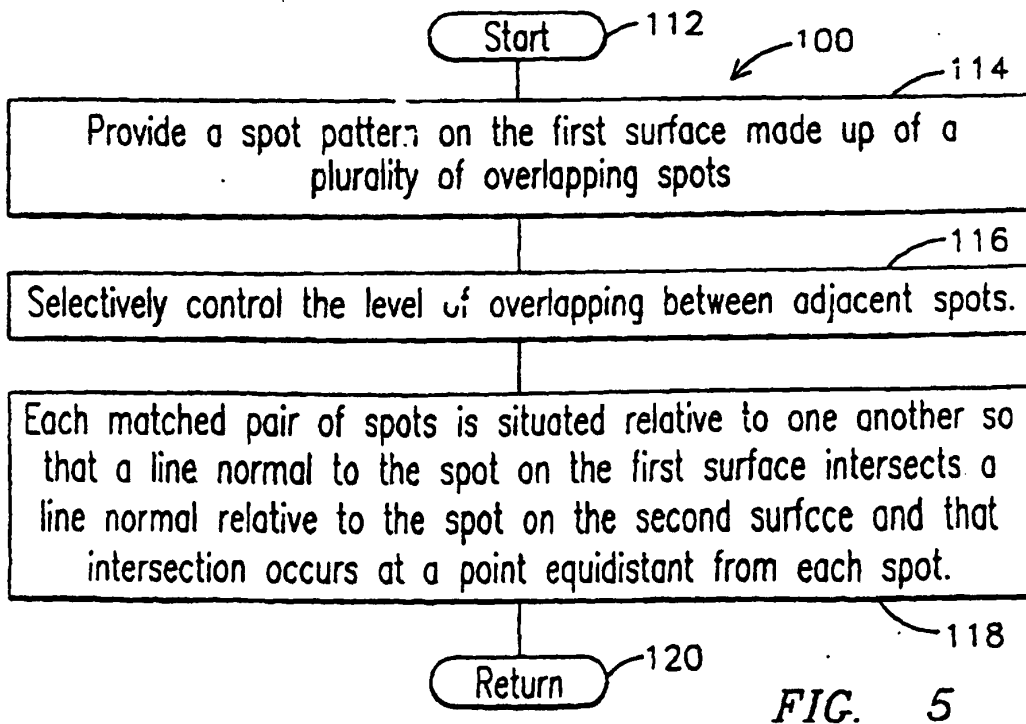 Start
112
100
114
Provide a spot pattern on the first surface made up of a
plurality of overlapping spots
116
Selectively control the level of overlapping between adjacent spots.
Each matched pair of spots is situated relative to one another so
that a line normal to the spot on the first surface intersects a
line normal relative to the spot on the second surfcce and that
intersection occurs at a point equidistant from each spot.
118
Return
120
FIG. 5